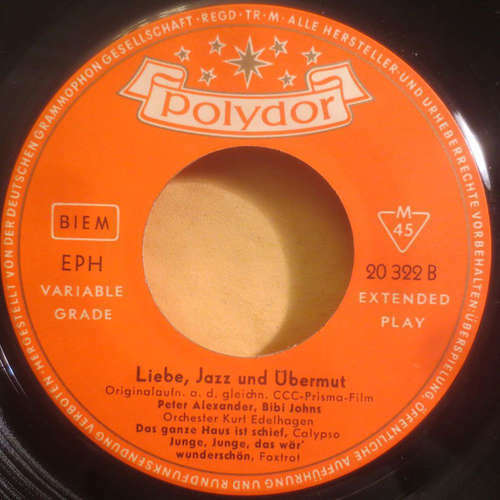 HERGESTELLT VON DER DEUTSCHEN GRAMMOPHON GESELLSCHAFT · REGD · TR · M · ALLE HERSTELLER- UND URHEBERRECHTE VORBEHALTEN · ÜBERSPIELUNG, ÖFFENTLICHE AUFFÜHRUNG UND RUNDFUNKSENDUNG VERBOTEN ·
Polydor
BIEM
M
45
EPH
20 322 B
VARIABLE
GRADE
EXTENDED
PLAY
Liebe, Jazz und Übermut
Originalaufn. a. d. gleichn. CCC-Prisma-Film
Peter Alexander, Bibi Johns
Orchester Kurt Edelhagen
Das ganze Haus ist schief, Calypso
Junge, Junge, das wär'
wunderschön, Foxtrot